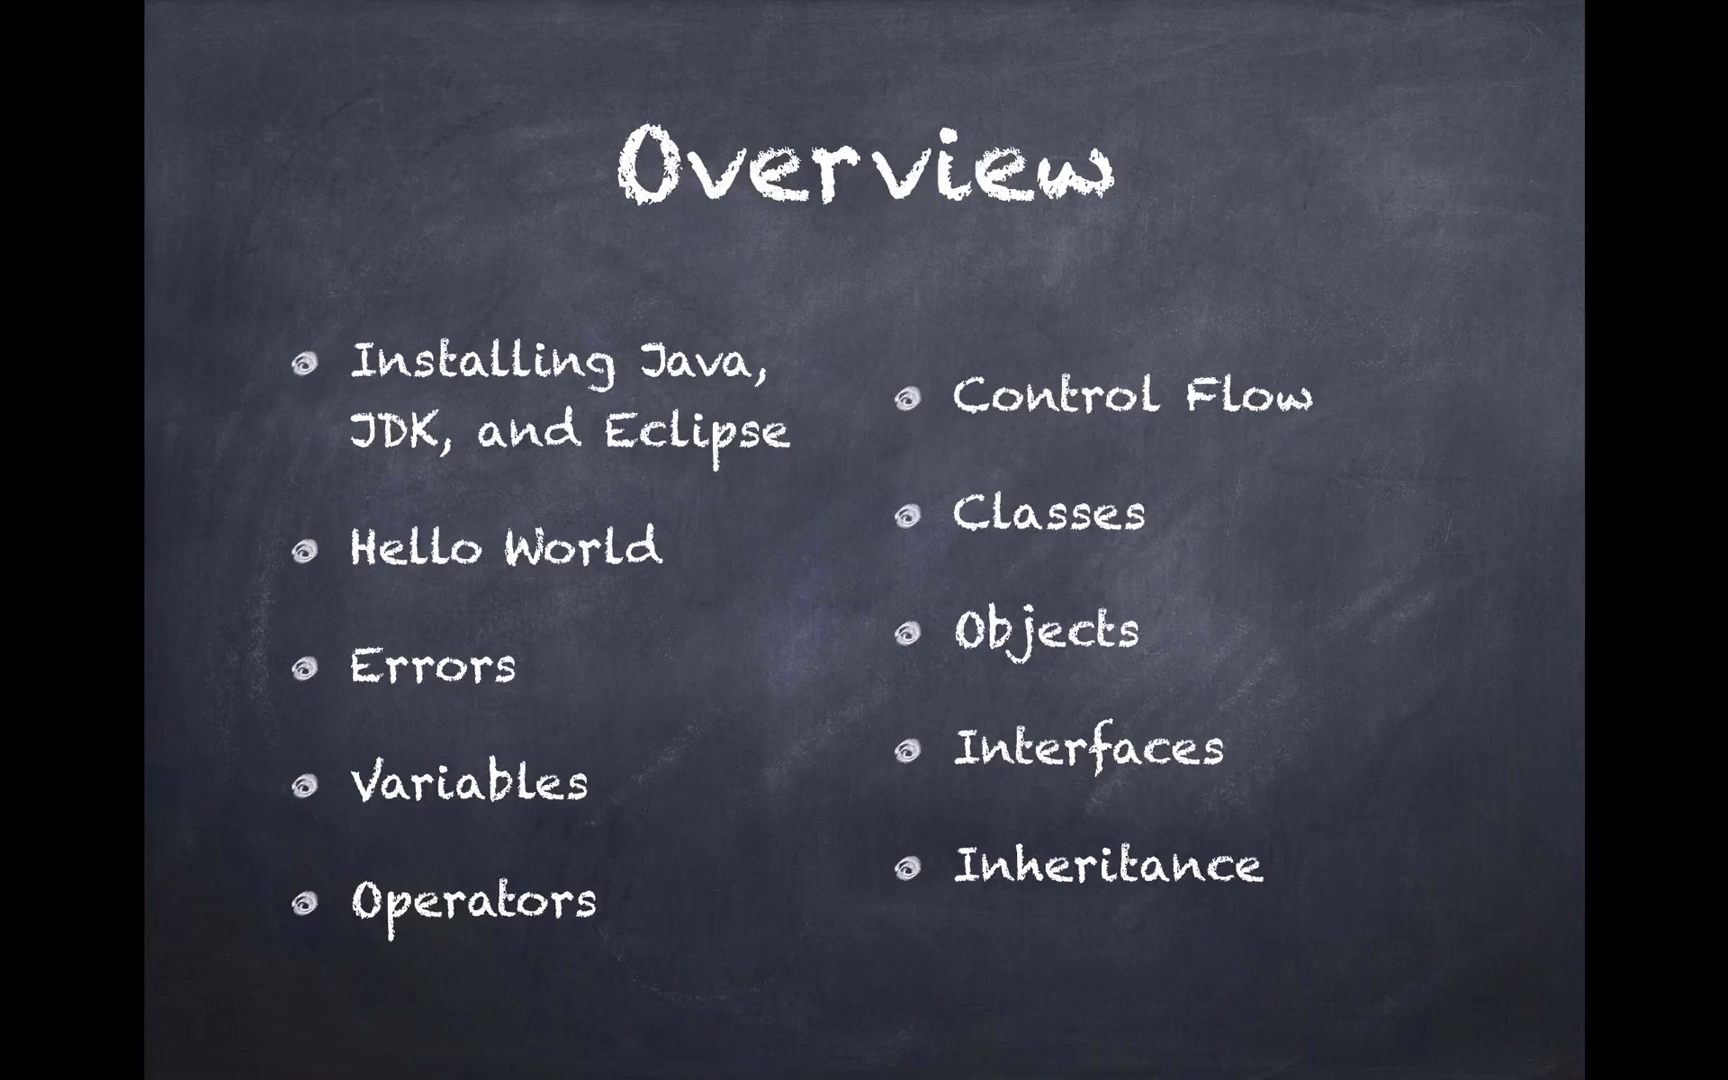 Overview
Installing Java,
JDK, and Eclipse
Hello World
Errors
Variables
Operators
Control Flow
Classes
Objects
Interfaces
Inheritance